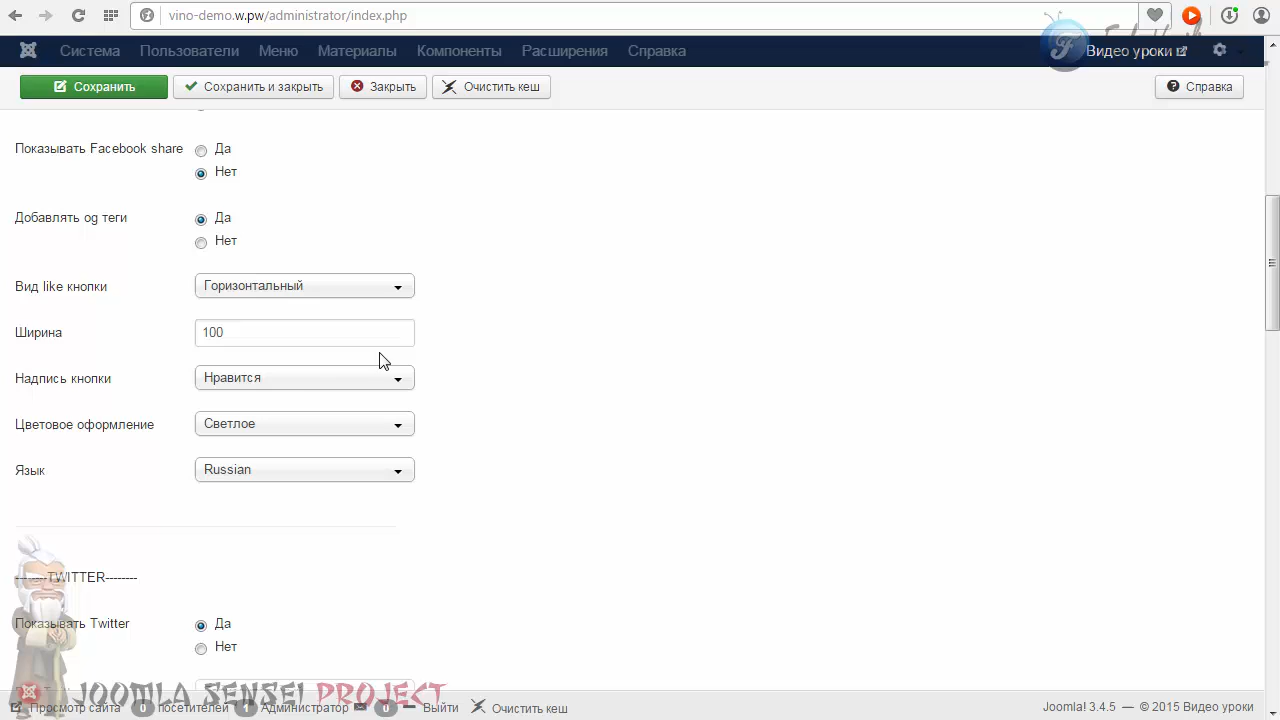 vino-demo.w.pw/administrator/index.php
Система Пользователи Меню Материалы Компоненты Расширения Справка Видео уроки
Сохранить Сохранить и закрыть Закрыть Очистить кеш Справка
Показывать Facebook share Да
Нет
Добавлять og теги Да
Нет
Вид like кнопки Горизонтальный
Ширина 100
Надпись кнопки Нравится
Цветовое оформление Светлое
Язык Russian
--------TWITTER--------
Показывать Twitter Да
Нет
JOOMLA SENSEI PROJECT
Просмотр сайта 0 посетителей 1 Администратор 0 Выйти Очистить кеш Joomla! 3.4.5 — © 2015 Видео уроки